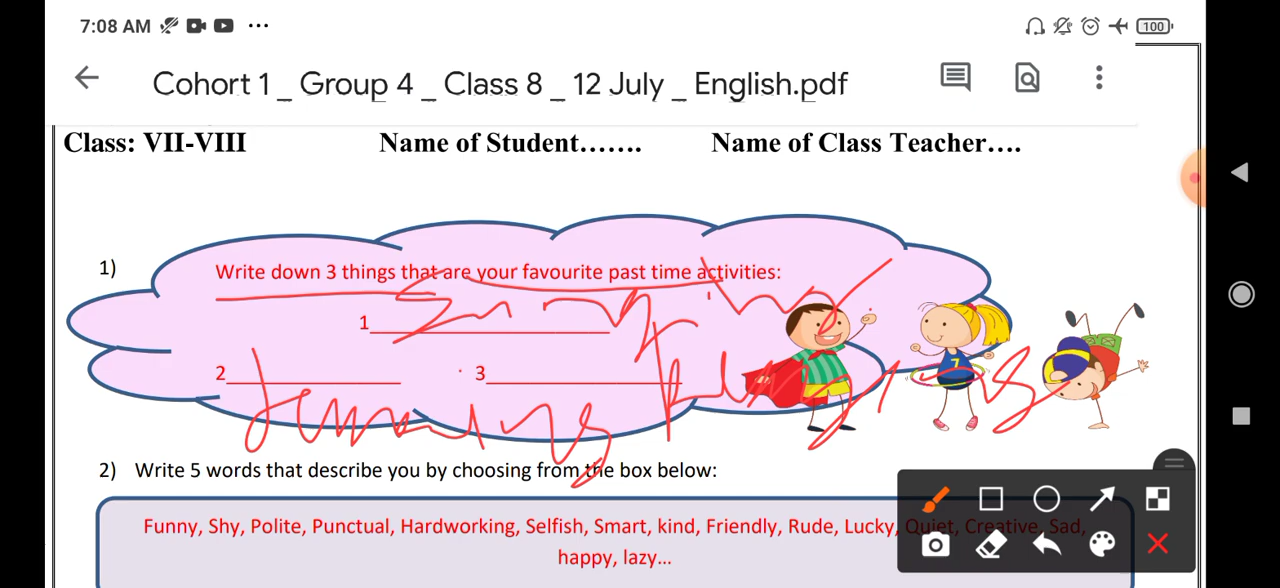 7:08 AM ... 100
Cohort 1 _ Group 4 _ Class 8 _ 12 July _ English.pdf
Class: VII-VIII Name of Student……. Name of Class Teacher….
1) Write down 3 things that are your favourite past time activities:
1
2 3
7
2) Write 5 words that describe you by choosing from the box below:
Funny, Shy, Polite, Punctual, Hardworking, Selfish, Smart, kind, Friendly, Rude, Lucky, Quiet, Creative, Sad,
happy, lazy...